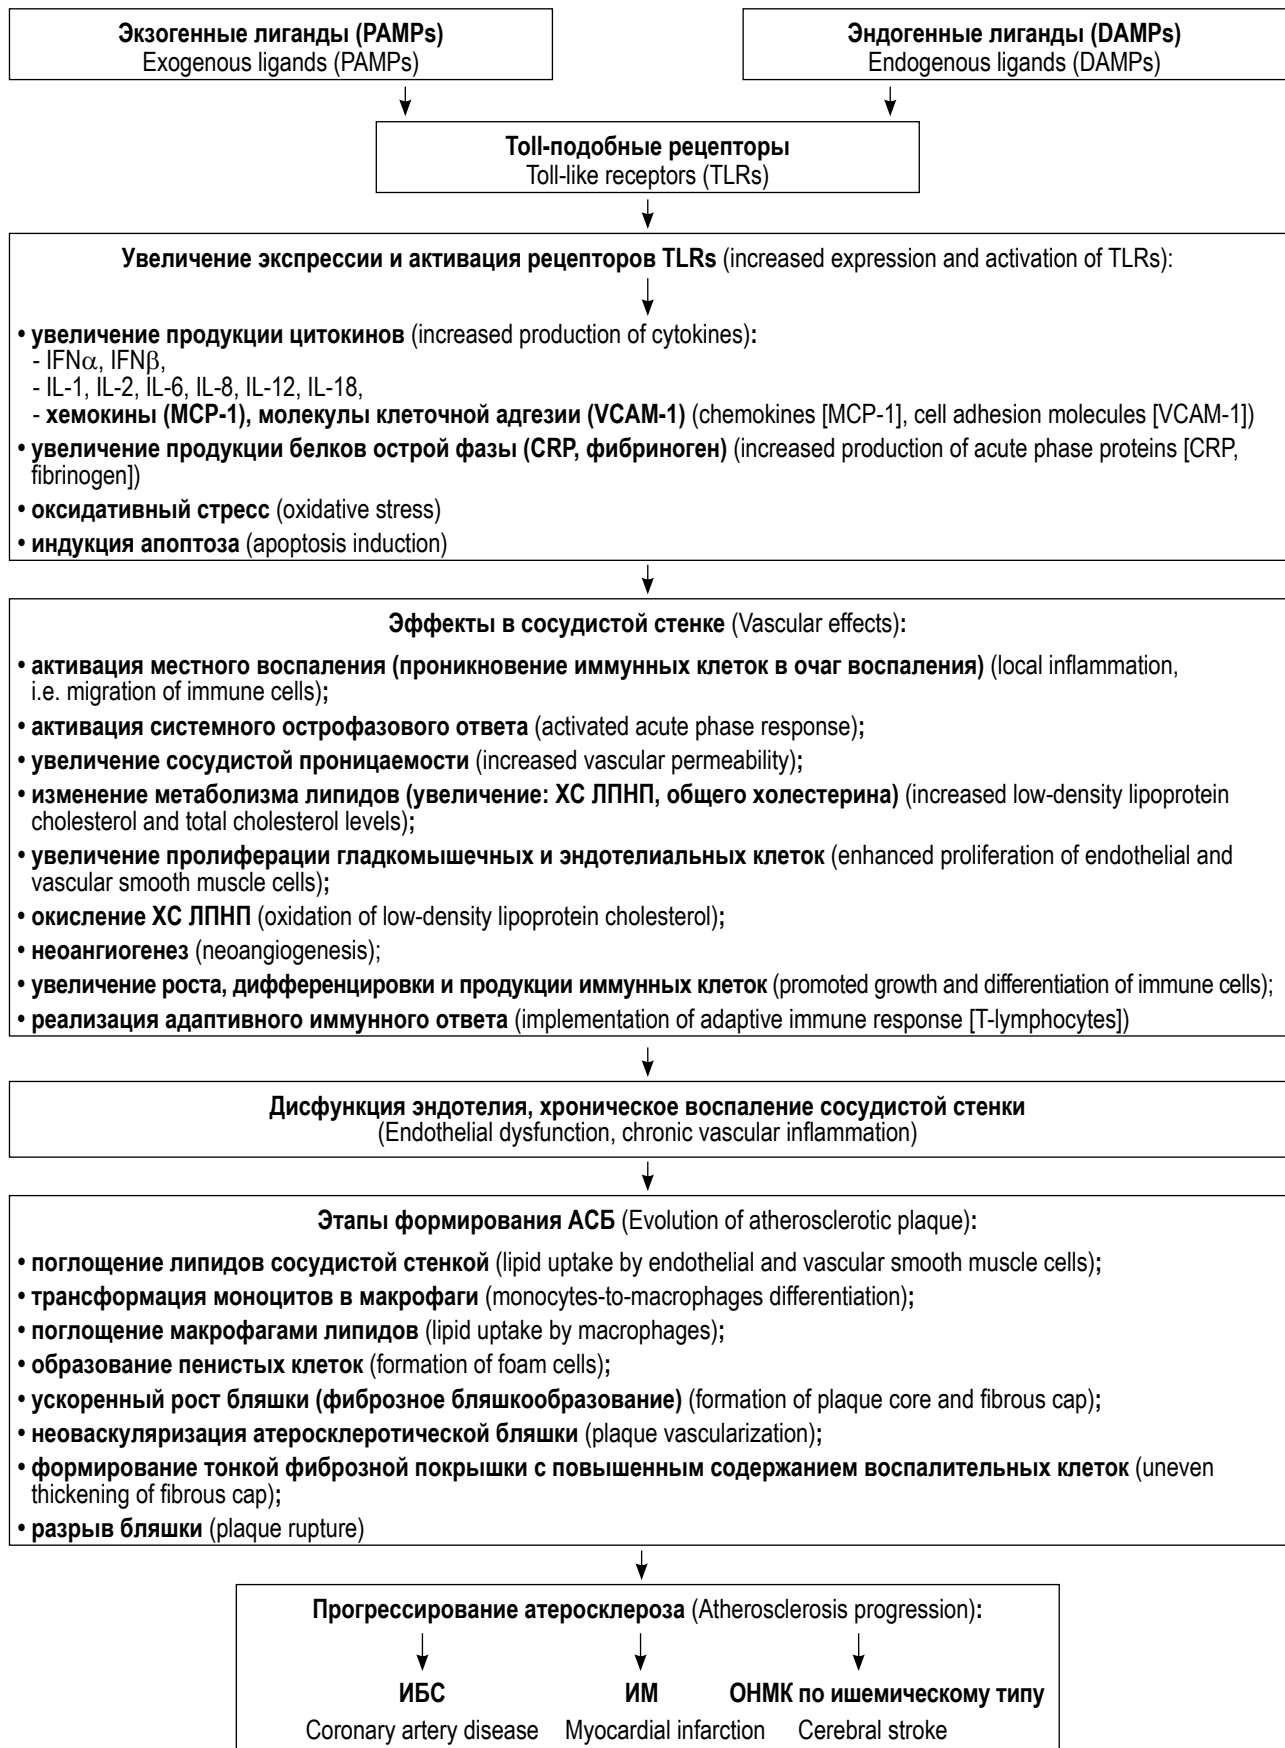 Экзогенные лиганды (PAMPs)
Exogenous ligands (PAMPs)
Эндогенные лиганды (DAMPs)
Endogenous ligands (DAMPs)
Toll-подобные рецепторы
Toll-like receptors (TLRs)
Увеличение экспрессии и активация рецепторов TLRs (increased expression and activation of TLRs):
• увеличение продукции цитокинов (increased production of cytokines):
- IFNα, IFNβ,
- IL-1, IL-2, IL-6, IL-8, IL-12, IL-18,
- хемокины (MCP-1), молекулы клеточной адгезии (VCAM-1) (chemokines [MCP-1], cell adhesion molecules [VCAM-1])
• увеличение продукции белков острой фазы (CRP, фибриноген) (increased production of acute phase proteins [CRP,
fibrinogen])
• оксидативный стресс (oxidative stress)
• индукция апоптоза (apoptosis induction)
Эффекты в сосудистой стенке (Vascular effects):
• активация местного воспаления (проникновение иммунных клеток в очаг воспаления) (local inflammation,
i.e. migration of immune cells);
• активация системного острофазового ответа (activated acute phase response);
• увеличение сосудистой проницаемости (increased vascular permeability);
• изменение метаболизма липидов (увеличение: ХС ЛПНП, общего холестерина) (increased low-density lipoprotein
cholesterol and total cholesterol levels);
• увеличение пролиферации гладкомышечных и эндотелиальных клеток (enhanced proliferation of endothelial and
vascular smooth muscle cells);
• окисление ХС ЛПНП (oxidation of low-density lipoprotein cholesterol);
• неоангиогенез (neoangiogenesis);
• увеличение роста, дифференцировки и продукции иммунных клеток (promoted growth and differentiation of immune cells);
• реализация адаптивного иммунного ответа (implementation of adaptive immune response [T-lymphocytes])
Дисфункция эндотелия, хроническое воспаление сосудистой стенки
(Endothelial dysfunction, chronic vascular inflammation)
Этапы формирования АСБ (Evolution of atherosclerotic plaque):
• поглощение липидов сосудистой стенкой (lipid uptake by endothelial and vascular smooth muscle cells);
• трансформация моноцитов в макрофаги (monocytes-to-macrophages differentiation);
• поглощение макрофагами липидов (lipid uptake by macrophages);
• образование пенистых клеток (formation of foam cells);
• ускоренный рост бляшки (фиброзное бляшкообразование) (formation of plaque core and fibrous cap);
• неоваскуляризация атеросклеротической бляшки (plaque vascularization);
• формирование тонкой фиброзной покрышки с повышенным содержанием воспалительных клеток (uneven
thickening of fibrous cap);
• разрыв бляшки (plaque rupture)
Прогрессирование атеросклероза (Atherosclerosis progression):
ИБС ИМ ОНМК по ишемическому типу
Coronary artery disease Myocardial infarction Cerebral stroke